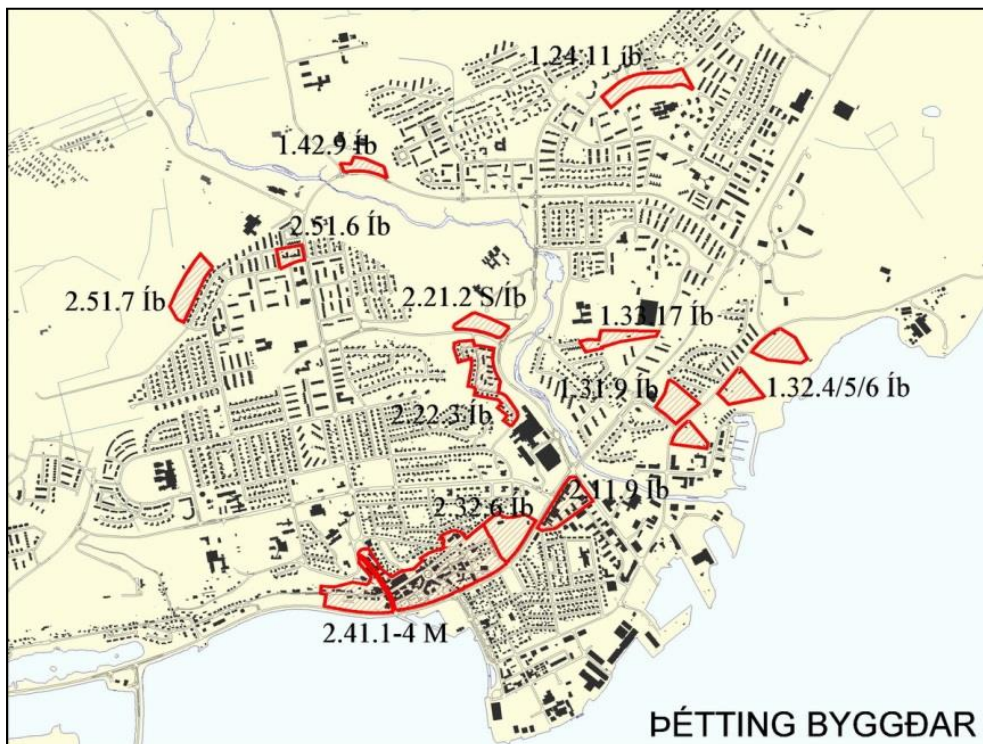 1.24.11 íb
1.42.9 Íb
2.51.6 Íb
2.51.7 Íb
2.21.2 S/Íb
1.33.17 Íb
1.31.9 Íb
1.32.4/5/6 Íb
2.22.3 Íb
2.11.9 Íb
2.32.6 Íb
2.41.1-4 M
ÞÉTTING BYGGÐAR